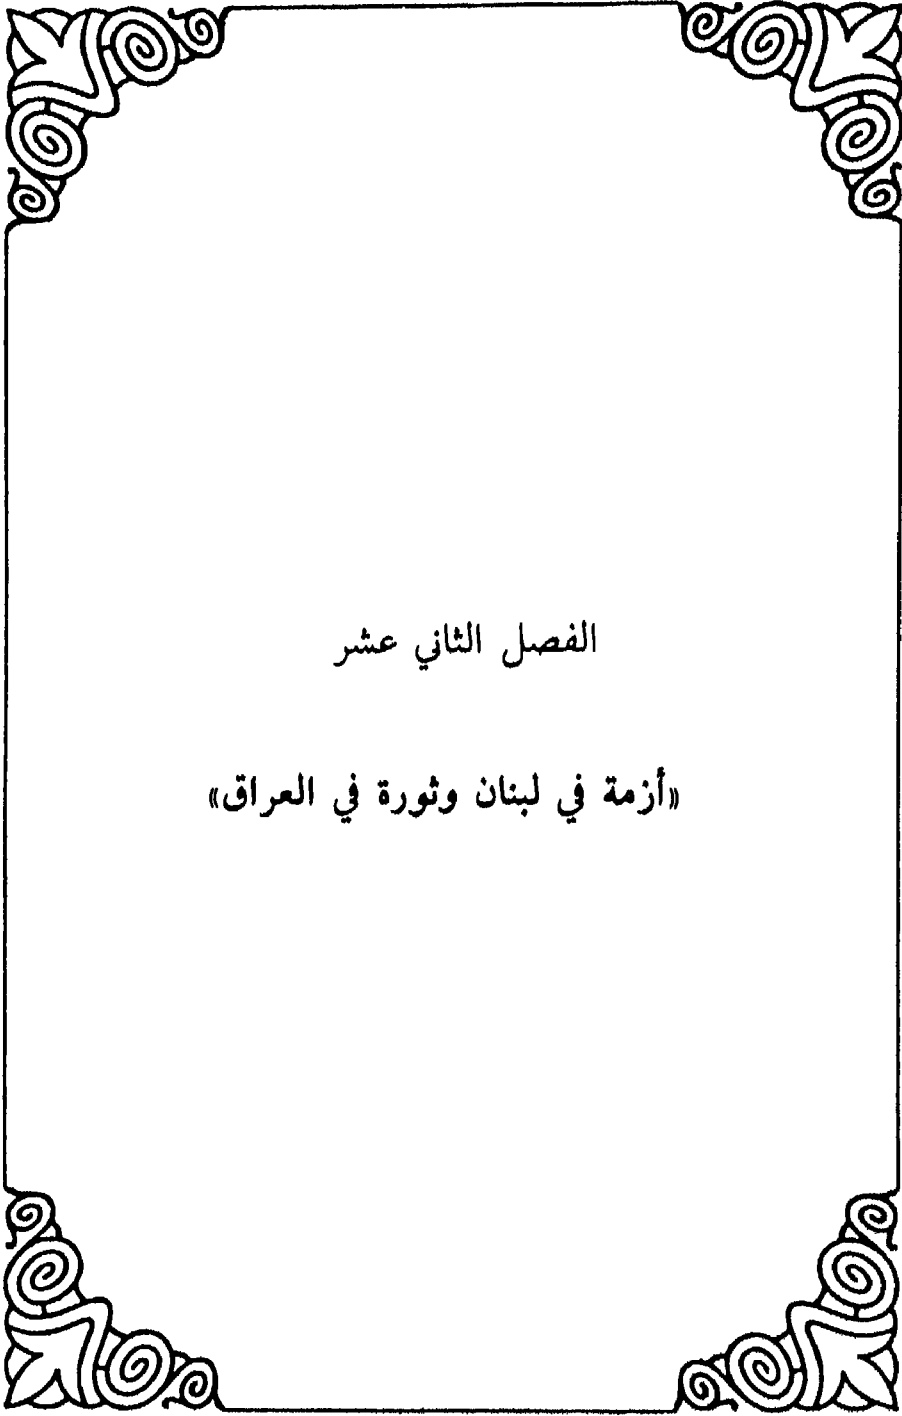 الفصل الثاني عشر
«أزمة في لبنان وثورة في العراق»